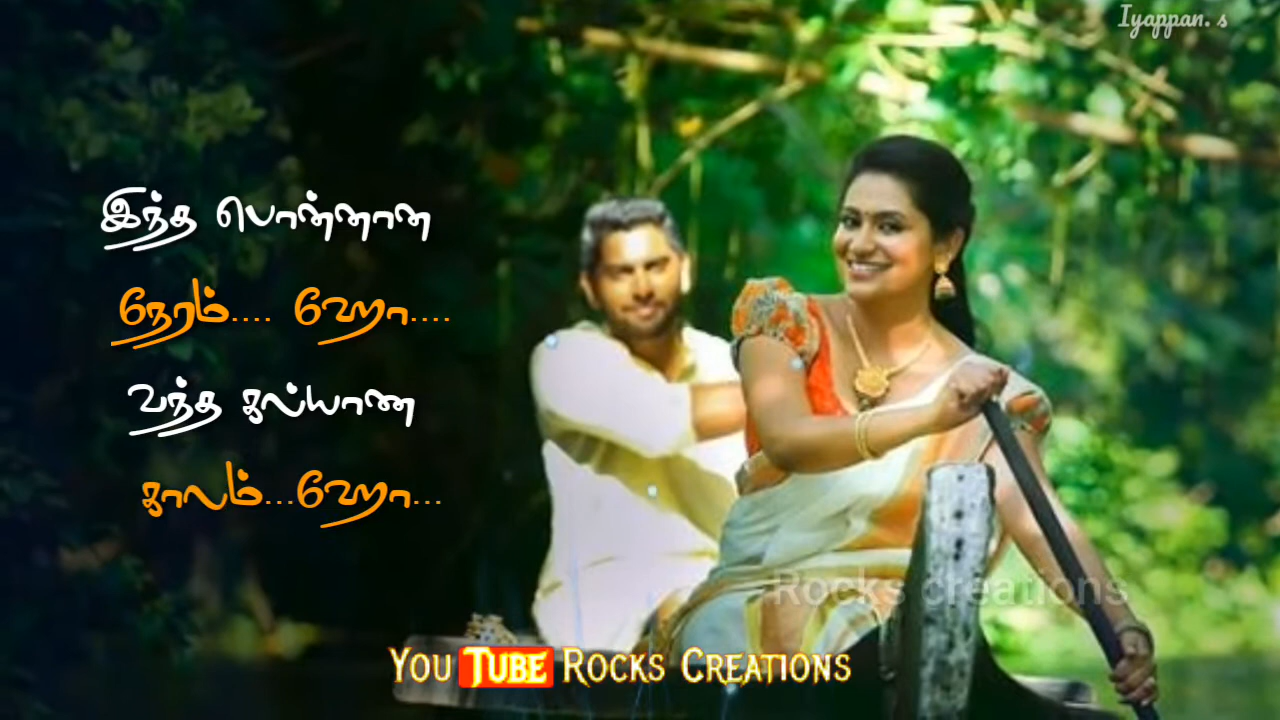 Iyappan. s
இந்த பொன்னான
நேரம்.... ஹோ....
வந்த கல்யாண
காலம்...ஹோ...
Rocks creations
YOU TUBE ROCKS CREATIONS